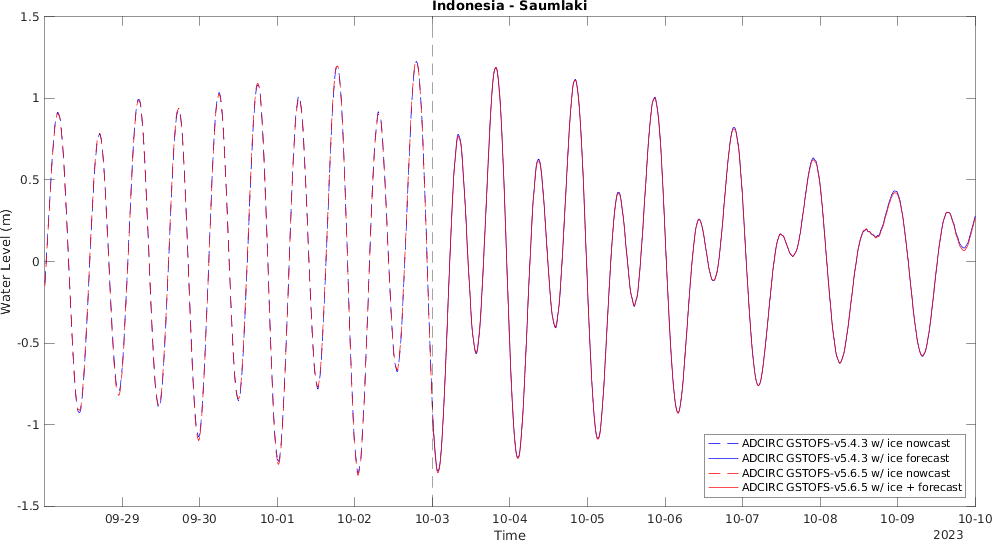 Indonesia - Saumlaki
1.5
1
0.5
0
-0.5
-1
-1.5
Water Level (m)
09-29 09-30 10-01 10-02 10-03 10-04 10-05 10-06 10-07 10-08 10-09 10-10
Time
2023
ADCIRC GSTOFS-v5.4.3 w/ ice nowcast
ADCIRC GSTOFS-v5.4.3 w/ ice forecast
ADCIRC GSTOFS-v5.6.5 w/ ice nowcast
ADCIRC GSTOFS-v5.6.5 w/ ice + forecast